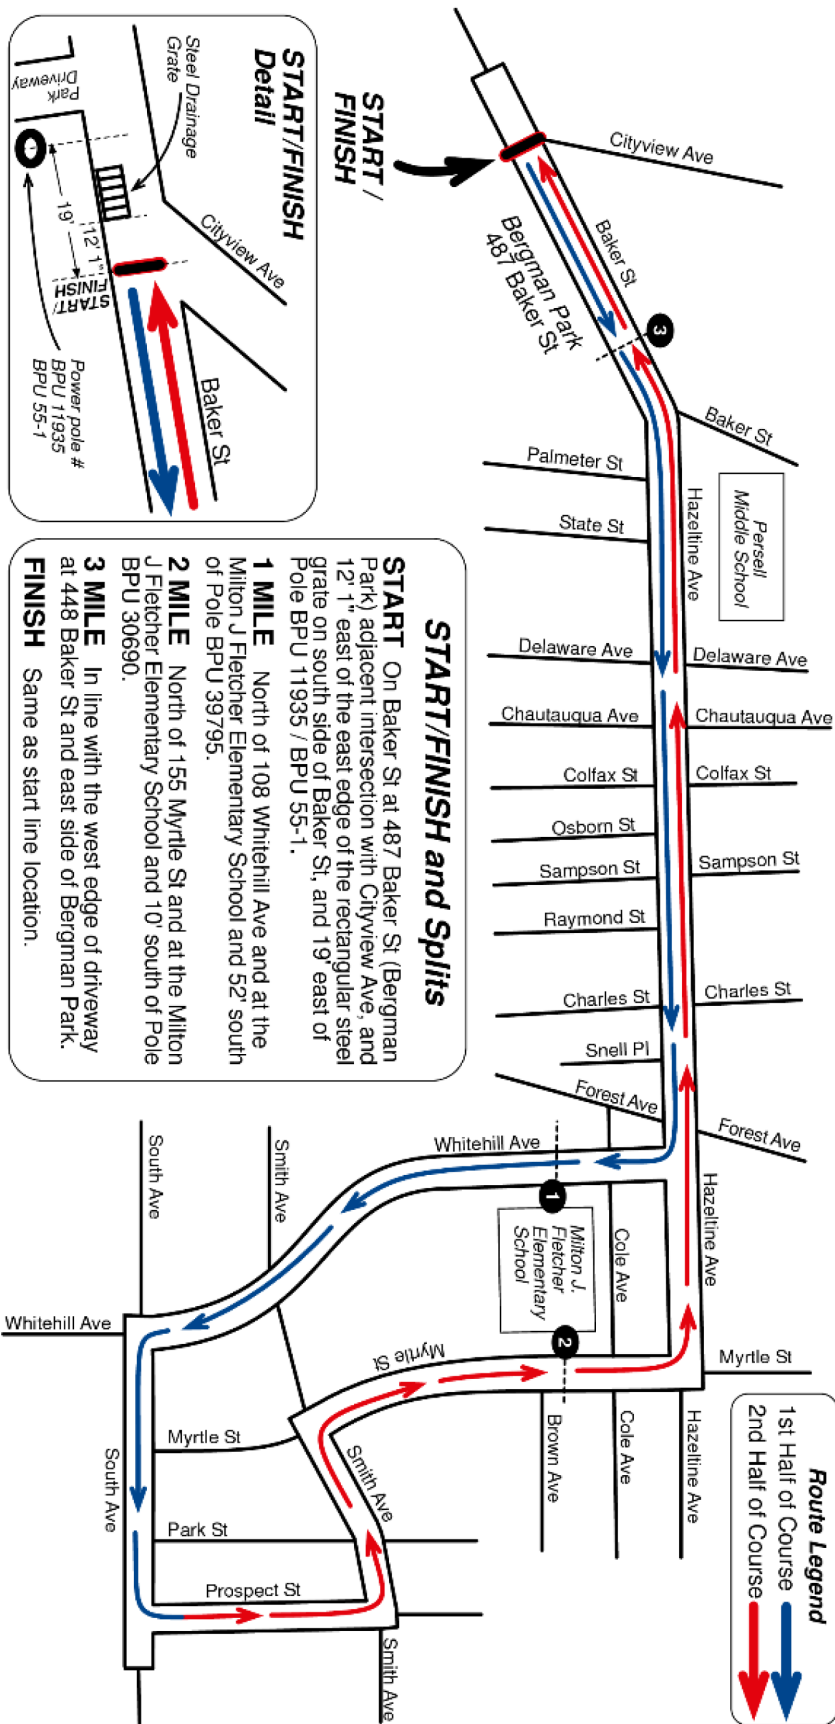 START /
FINISH
Cityview Ave
Baker St
Bergman Park
487 Baker St
3
Baker St
Hazeltine Ave
Persell
Middle School
Palmeter St
State St
Delaware Ave
Delaware Ave
Chautauqua Ave
Chautauqua Ave
Colfax St
Colfax St
Osborn St
Sampson St
Sampson St
Raymond St
Charles St
Charles St
Snell Pl
Forest Ave
Forest Ave
Hazeltine Ave
Whitehill Ave
1
Milton J.
Fletcher
Elementary
School
Cole Ave
2
Myrtle St
Myrtle St
Hazeltine Ave
Cole Ave
Brown Ave
Smith Ave
South Ave
Whitehill Ave
Myrtle St
Smith Ave
South Ave
Park St
Prospect St
Smith Ave
Route Legend
1st Half of Course
2nd Half of Course
START/FINISH
Detail
Steel Drainage
Grate
Cityview Ave
Baker St
Park
Driveway
19'
12' 1"
START/
FINISH
Power pole #
BPU 11935
BPU 55-1
START/FINISH and Splits
START On Baker St at 487 Baker St (Bergman
Park) adjacent intersection with Cityview Ave, and
12' 1" east of the east edge of the rectangular steel
grate on south side of Baker St, and 19' east of
Pole BPU 11935 / BPU 55-1.
1 MILE North of 108 Whitehill Ave and at the
Milton J Fletcher Elementary School and 52' south
of Pole BPU 39795.
2 MILE North of 155 Myrtle St and at the Milton
J Fletcher Elementary School and 10' south of Pole
BPU 30690.
3 MILE In line with the west edge of driveway
at 448 Baker St and east side of Bergman Park.
FINISH Same as start line location.